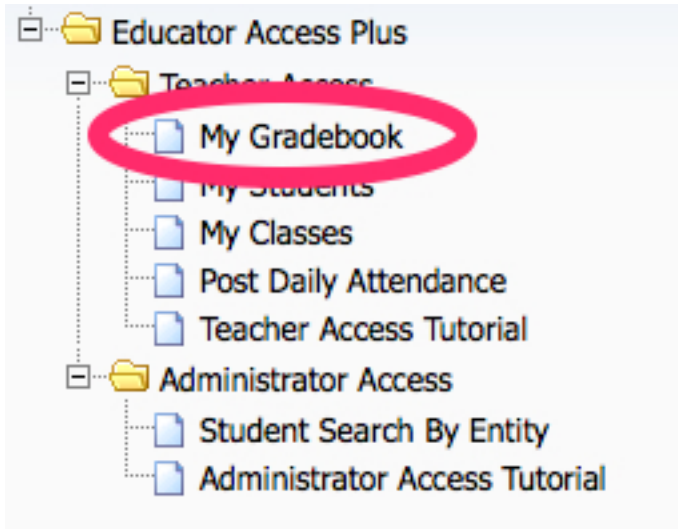 Educator Access Plus
Teacher Access
My Gradebook
My Students
My Classes
Post Daily Attendance
Teacher Access Tutorial
Administrator Access
Student Search By Entity
Administrator Access Tutorial